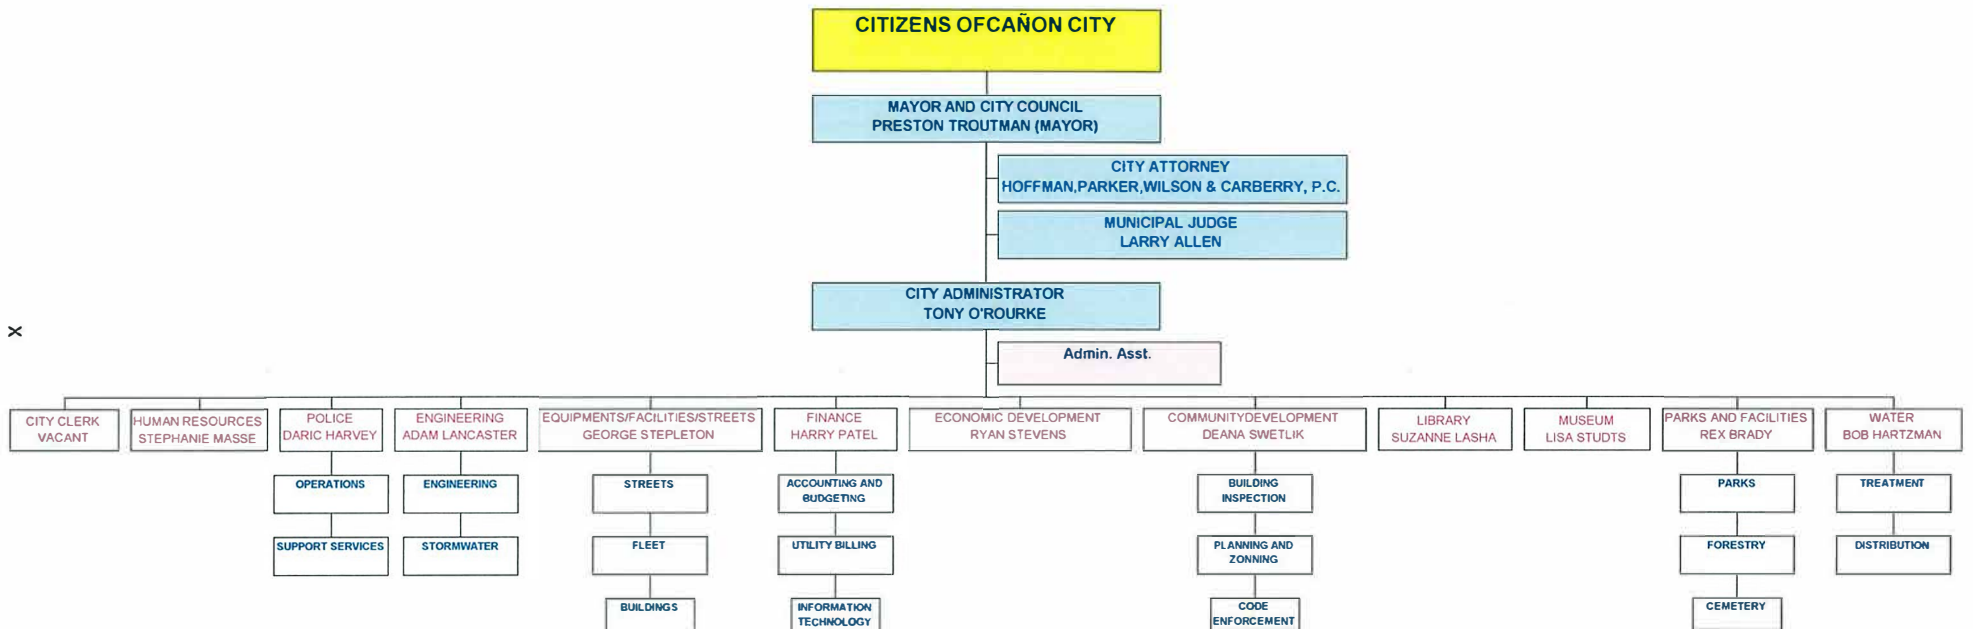 CITIZENS OFCAÑON CITY
MAYOR AND CITY COUNCIL
PRESTON TROUTMAN (MAYOR)
CITY ATTORNEY
HOFFMAN,PARKER,WILSON & CARBERRY, P.C.
MUNICIPAL JUDGE
LARRY ALLEN
CITY ADMINISTRATOR
TONY O'ROURKE
X
Admin. Asst.
CITY CLERK
VACANT
HUMAN RESOURCES
STEPHANIE MASSE
POLICE
DARIC HARVEY
ENGINEERING
ADAM LANCASTER
EQUIPMENTS/FACILITIES/STREETS
GEORGE STEPLETON
FINANCE
HARRY PATEL
ECONOMIC DEVELOPMENT
RYAN STEVENS
COMMUNITYDEVELOPMENT
DEANA SWETLIK
LIBRARY
SUZANNE LASHA
MUSEUM
LISA STUDTS
PARKS AND FACILITIES
REX BRADY
WATER
BOB HARTZMAN
OPERATIONS
ENGINEERING
STREETS
ACCOUNTING AND
BUDGETING
BUILDING
INSPECTION
PARKS
TREATMENT
SUPPORT SERVICES
STORMWATER
FLEET
UTILITY BILLING
PLANNING AND
ZONNING
FORESTRY
DISTRIBUTION
BUILDINGS
INFORMATION
TECHNOLOGY
CODE
ENFORCEMENT
CEMETERY